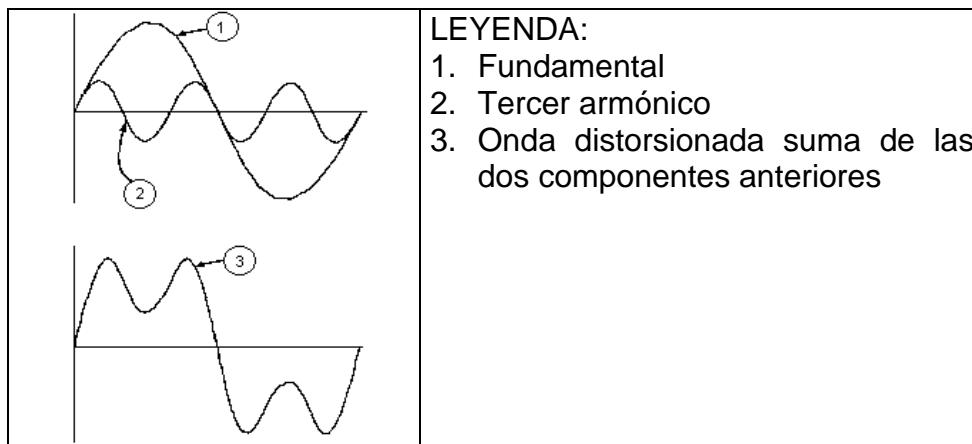 1
2
3
LEYENDA:
1. Fundamental
2. Tercer armónico
3. Onda distorsionada suma de las
dos componentes anteriores